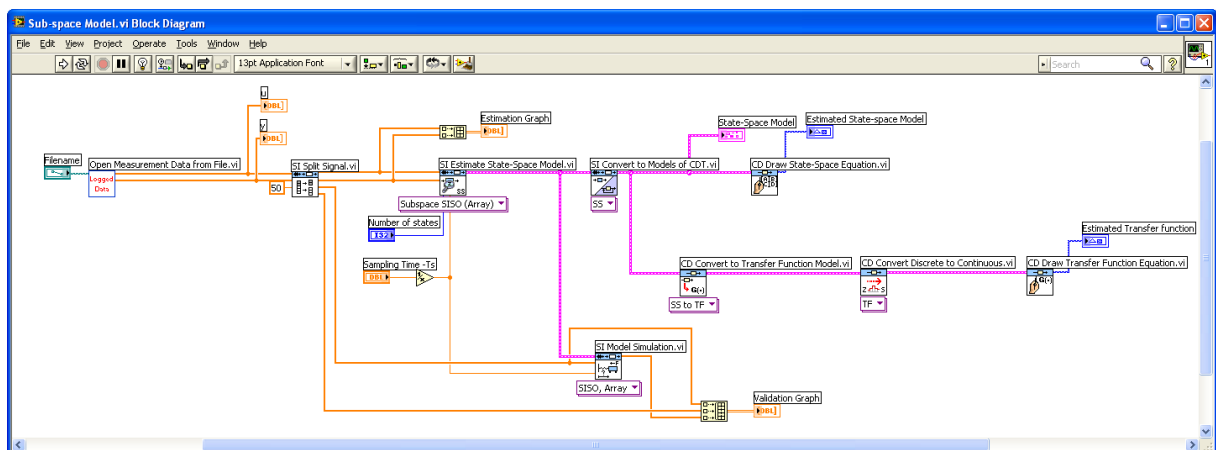 Sub-space Model.vi Block Diagram
File Edit View Project Operate Tools Window Help
13pt Application Font
Search
1
u
DBL
y
DBL
Estimation Graph
DBL
State-Space Model
Estimated State-space Model
Filename
Open Measurement Data from File.vi
Logged
Data
SI Split Signal.vi
50
SI Estimate State-Space Model.vi
SS
Subspace SISO (Array)
SI Convert to Models of CDT.vi
SS
CD Draw State-Space Equation.vi
Number of states
I32
Sampling Time -Ts
DBL
Estimated Transfer function
CD Convert to Transfer Function Model.vi
G(·)
SS to TF
CD Convert Discrete to Continuous.vi
Z S
TF
CD Draw Transfer Function Equation.vi
G(·)
SI Model Simulation.vi
SISO, Array
Validation Graph
DBL